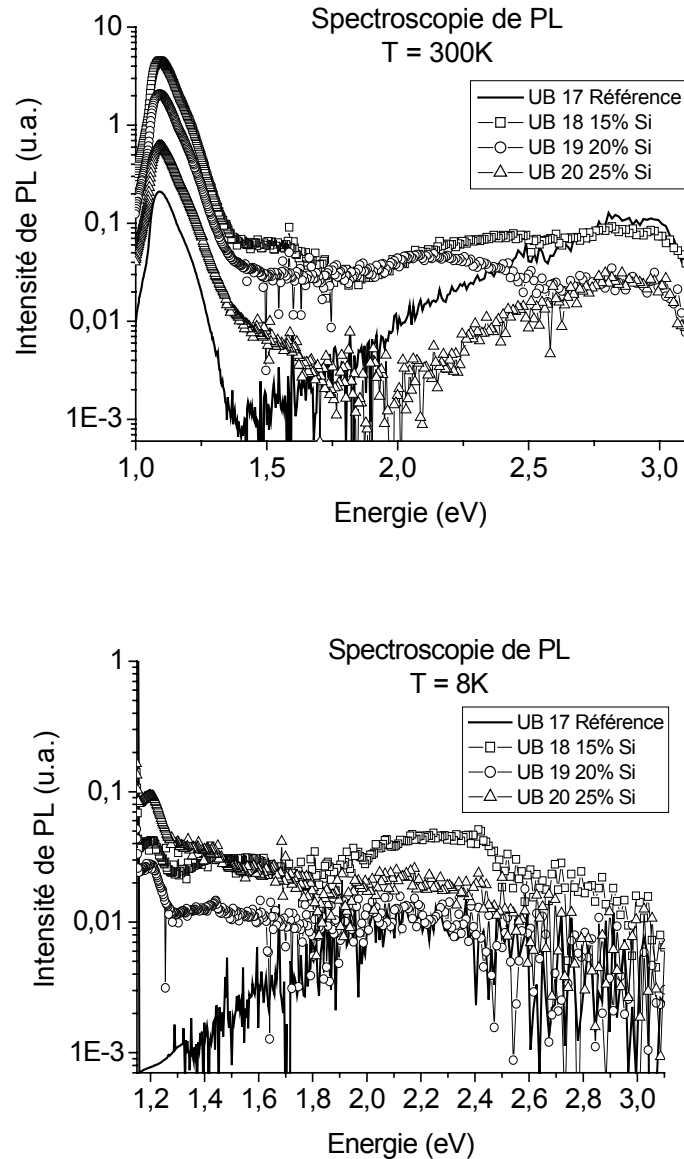 Spectroscopie de PL
T = 300K
UB 17 Référence
UB 18 15% Si
UB 19 20% Si
UB 20 25% Si
Intensité de PL (u.a.)
10
1
0,1
0,01
1E-3
1,0 1,5 2,0 2,5 3,0
Energie (eV)
Spectroscopie de PL
T = 8K
UB 17 Référence
UB 18 15% Si
UB 19 20% Si
UB 20 25% Si
Intensité de PL (u.a.)
1
0,1
0,01
1E-3
1,2 1,4 1,6 1,8 2,0 2,2 2,4 2,6 2,8 3,0
Energie (eV)